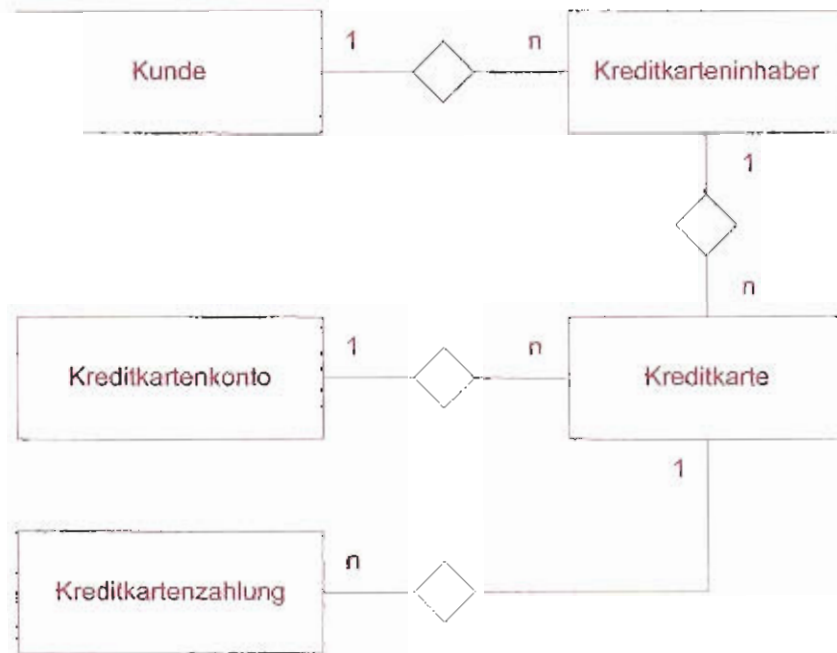 Kunde
1
n
Kreditkarteninhaber
1
n
Kreditkartenkonto
1
n
Kreditkarte
1
Kreditkartenzahlung
n